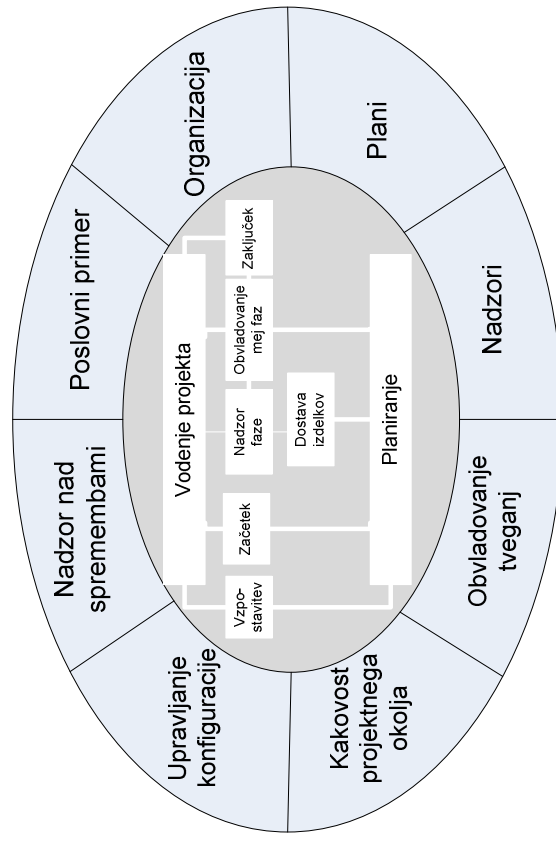 Nadzor nad
spremembami
Poslovni primer
Organizacija
Plani
Nadzori
Obvladovanje
tveganj
Kakovost
projektnega
okolja
Upravljanje
konfiguracije
Vodenje projekta
Vzpo-
stavitev
Začetek
Nadzor
faze
Obvladovanje
mej faz
Zaključek
Dostava
izdelkov
Planiranje